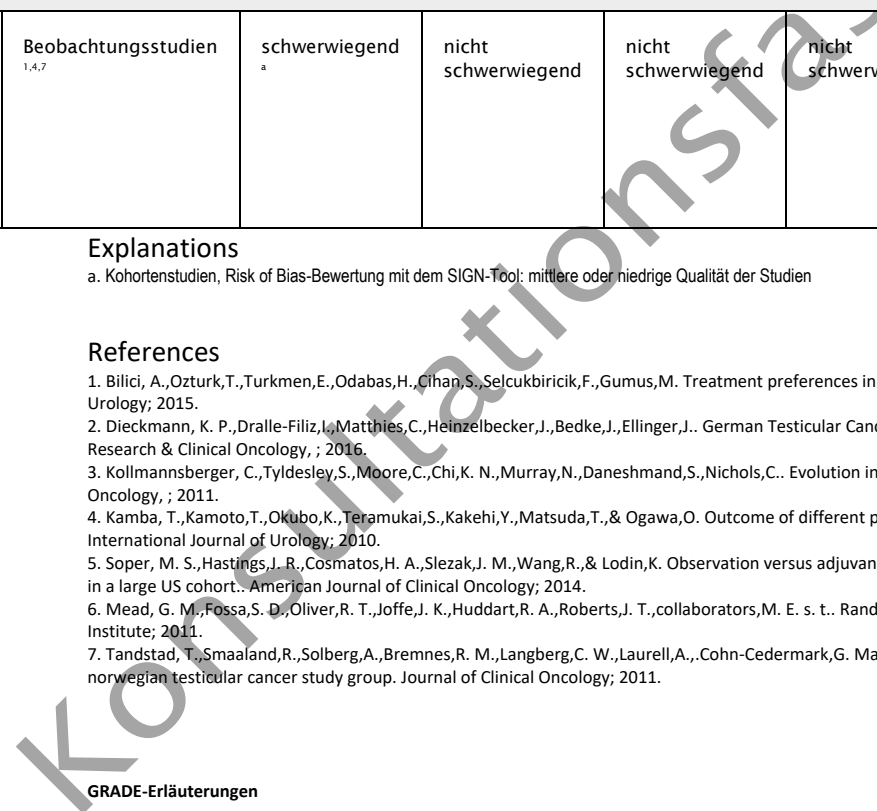 Beobachtungsstudien
1,4,7
schwerwiegend
a
nicht
schwerwiegend
nicht
schwerwiegend
nicht
Explanations
a. Kohortenstudien, Risk of Bias-Bewertung mit dem SIGN-Tool: mittlere oder niedrige Qualität der Studien
References
1. Bilici, A.,Ozturk,T.,Turkmen,E.,Odabas,H.,Cihan,S.,Selcukbiricik,F.,Gumus,M. Treatment preferences in
Urology; 2015.
2. Dieckmann, K. P.,Dralle-Filiz,I.,Matthies,C.,Heinzelbecker,J.,Bedke,J.,Ellinger,J.. German Testicular
Research & Clinical Oncology, ; 2016.
3. Kollmannsberger, C.,Tyldesley,S.,Moore,C.,Chi,K. N.,Murray,N.,Daneshmand,S.,Nichols,C.. Evolution in
Oncology, ; 2011.
4. Kamba, T.,Kamoto,T.,Okubo,K.,Teramukai,S.,Kakehi,Y.,Matsuda,T.,& Ogawa,O. Outcome of different
International Journal of Urology; 2010.
5. Soper, M. S.,Hastings,J. R.,Cosmatos,H. A.,Slezak,J. M.,Wang,R.,& Lodin,K. Observation versus
in a large US cohort.. American Journal of Clinical Oncology; 2014.
6. Mead, G. M.,Fossa,S. D.,Oliver,R. T.,Joffe,J. K.,Huddart,R. A.,Roberts,J. T.,collaborators,M. E. s. t..
Institute; 2011.
7. Tandstad, T.,Smaaland,R.,Solberg,A.,Bremnes,R. M.,Langberg,C. W.,Laurell,A.,.Cohn-Cedermark,G.
norwegian testicular cancer study group. Journal of Clinical Oncology; 2011.
GRADE-Erläuterungen